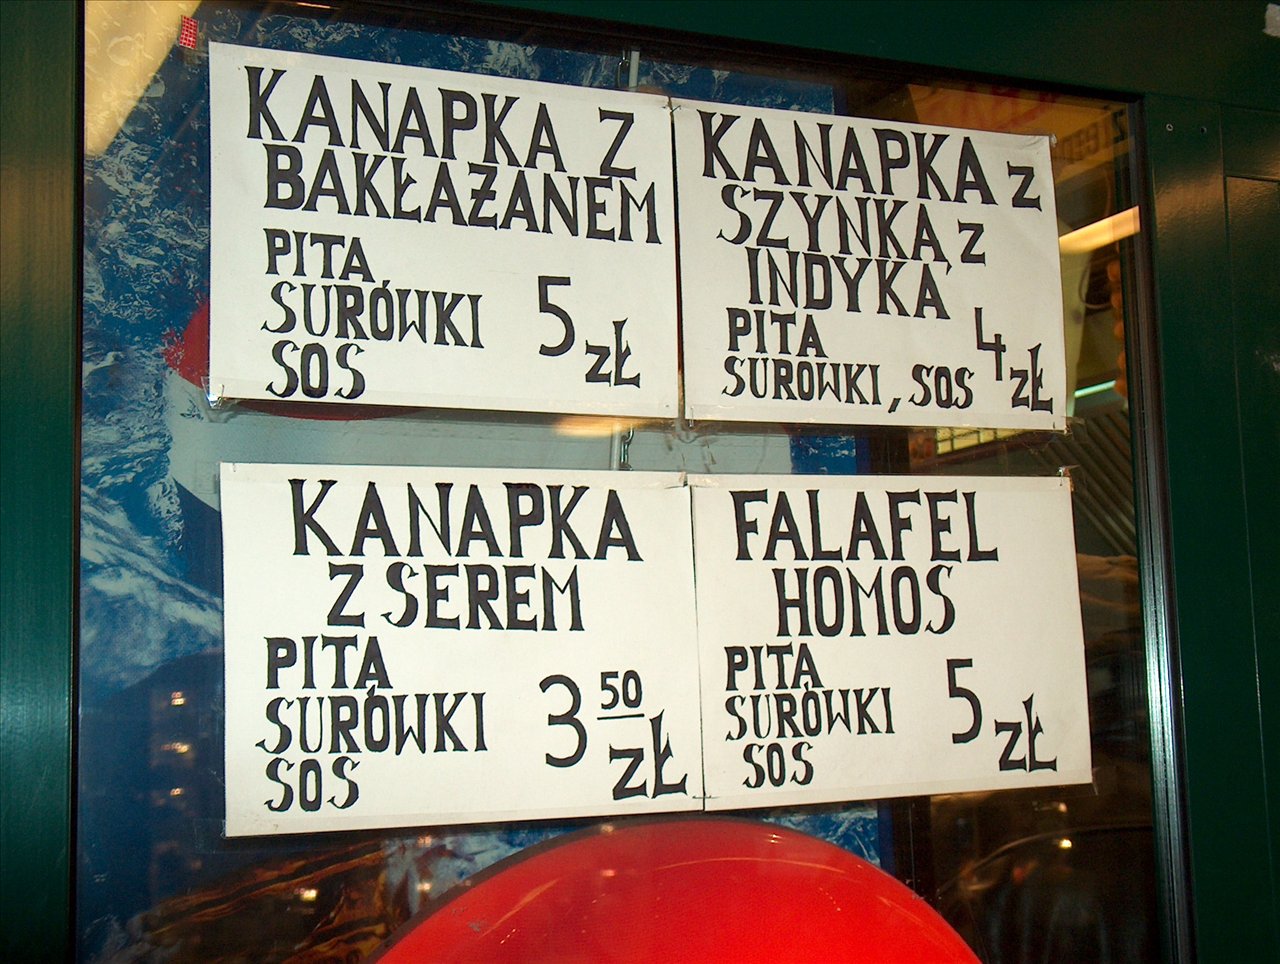 KANAPKA Z
BAKŁAŻANEM
PITA
SURÓWKI
SOS
5 ZŁ
KANAPKA Z
SZYNKĄ Z
INDYKA
PITA
SURÓWKI, SOS
4 ZŁ
KANAPKA
Z SEREM
PITA
SURÓWKI
SOS
3 50 ZŁ
FALAFEL
HOMOS
PITA
SURÓWKI
SOS
5 ZŁ